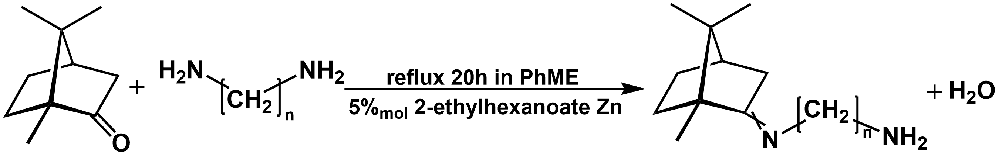 O
+
H₂N
[CH₂]n
NH₂
reflux 20h in PhME
5%mol 2-ethylhexanoate Zn
N
[CH₂]n
NH₂
+ H₂O